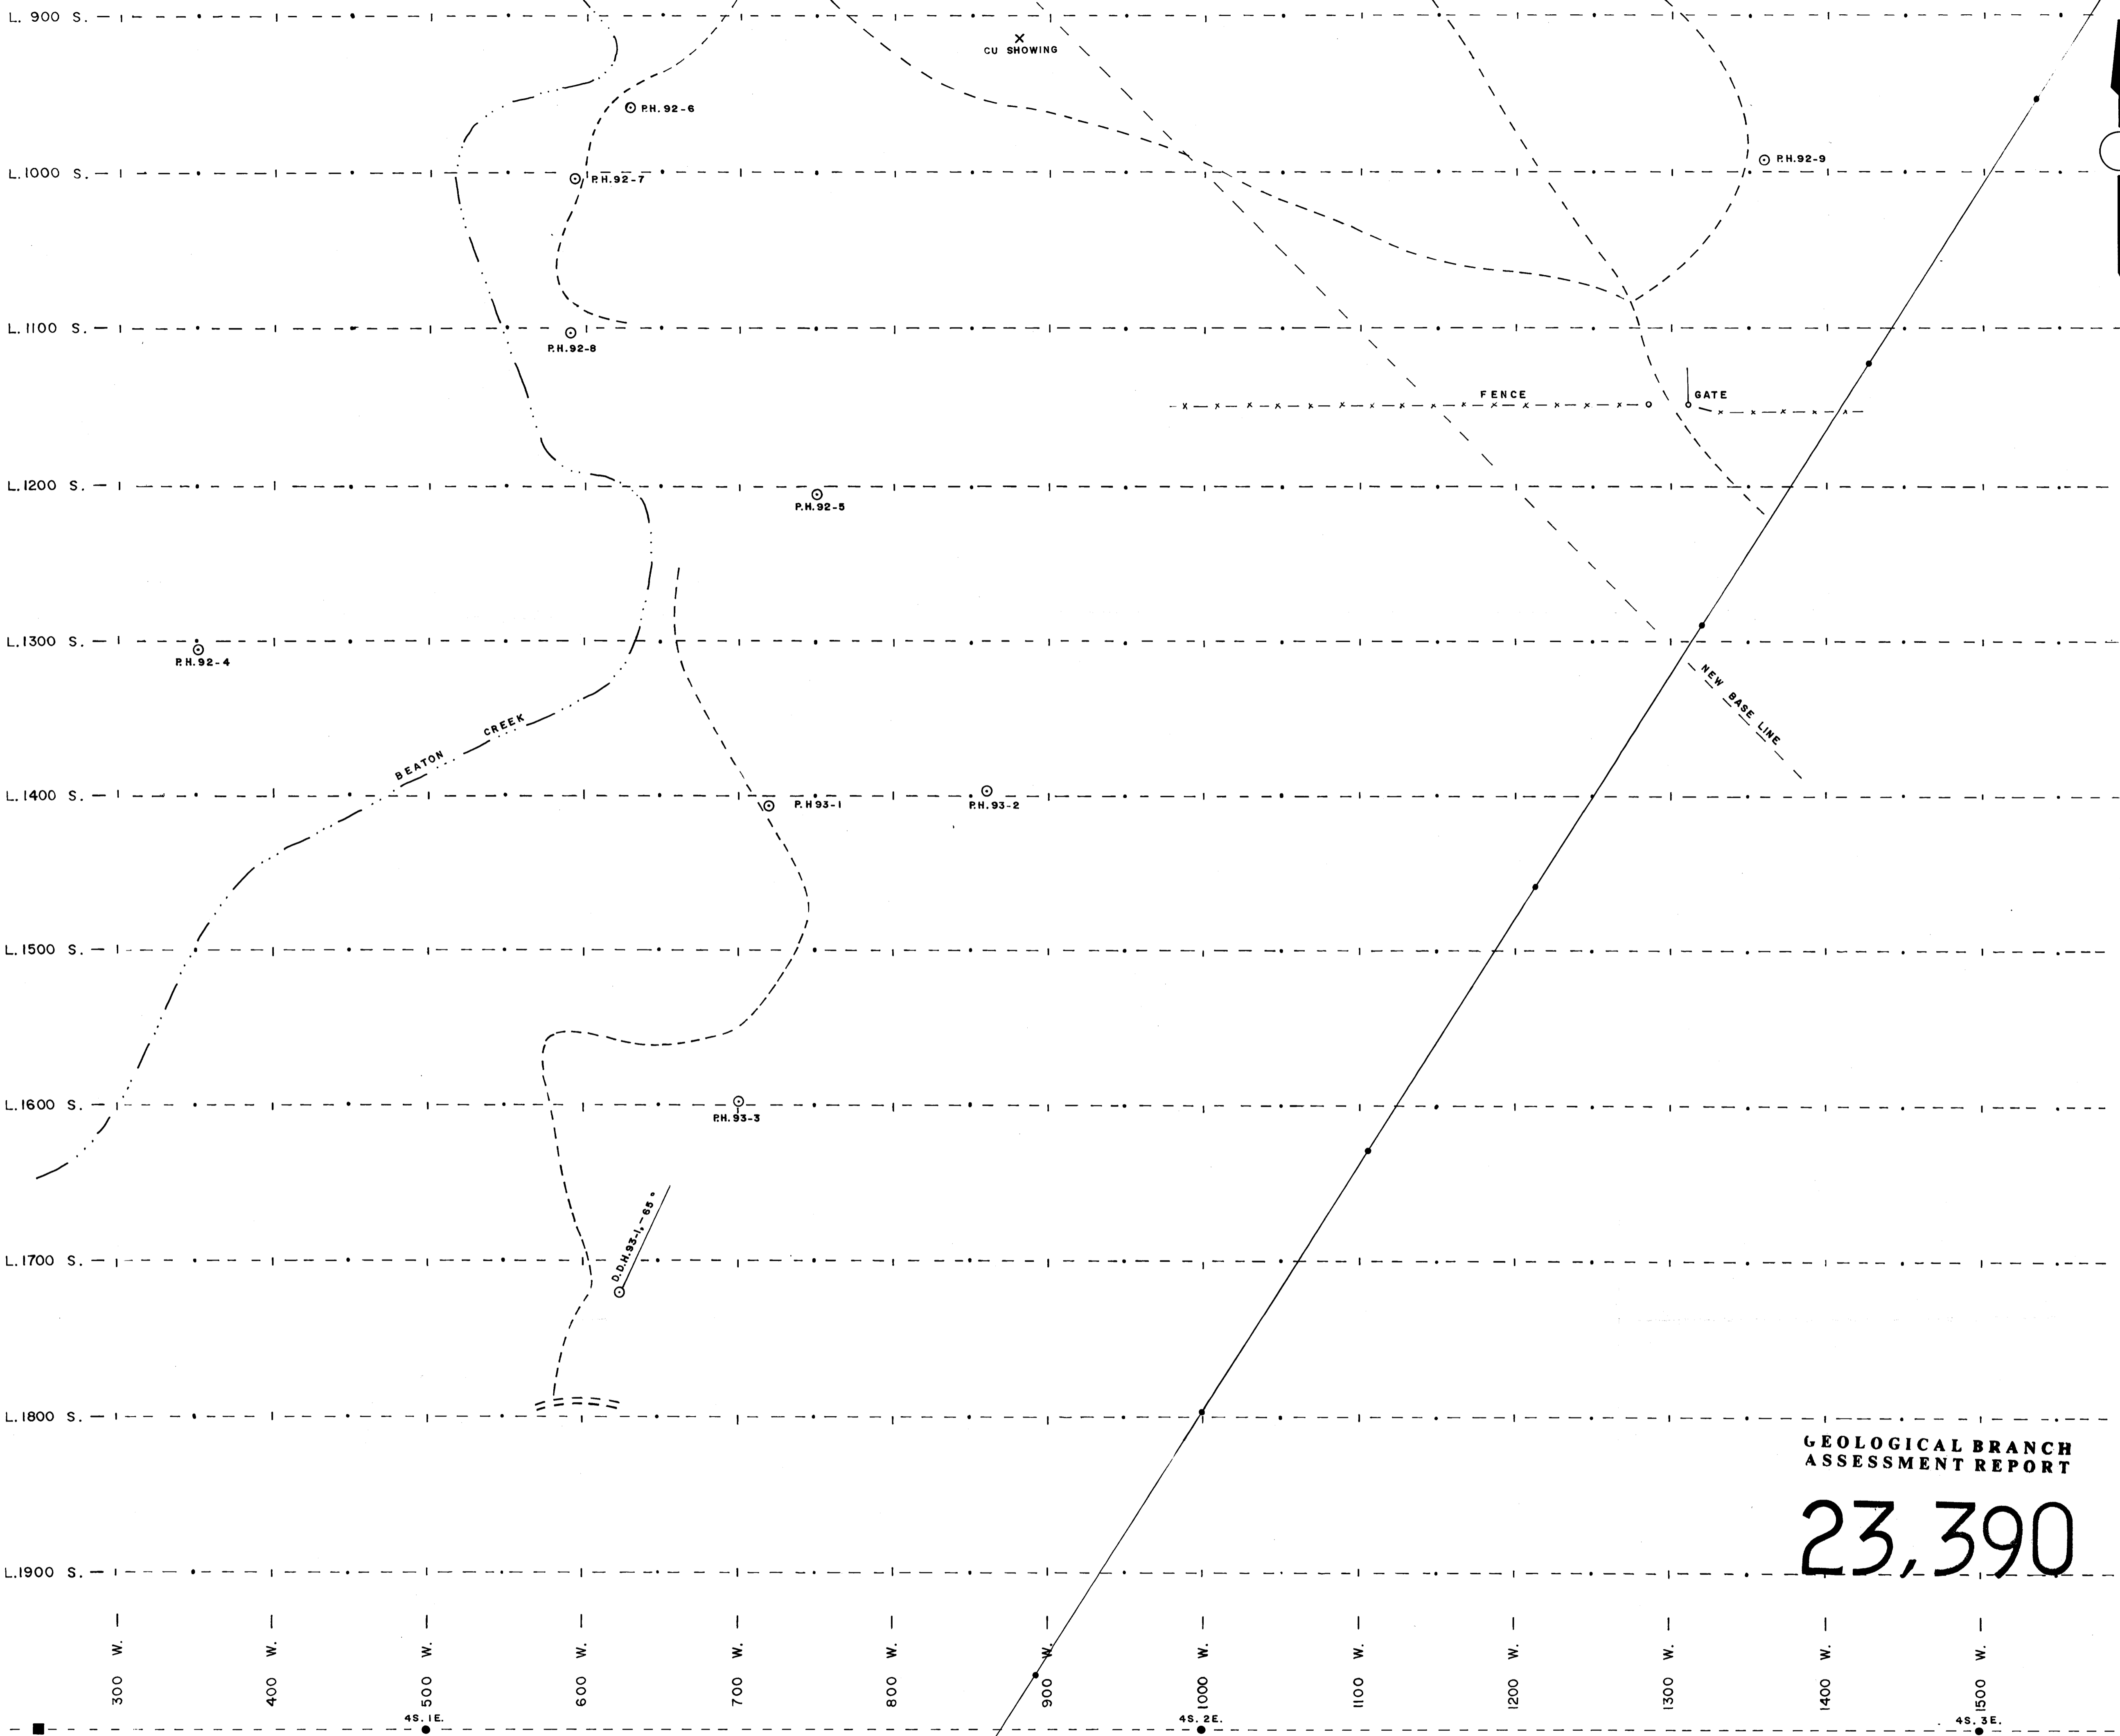 L. 900 S.
CU SHOWING
P.H. 92-6
P.H.92-9
L.1000 S.
P.H.92-7
L.1100 S.
P.H.92-8
FENCE
GATE
L.1200 S.
P.H.92-5
L.1300 S.
P.H.92-4
NEW BASE LINE
BEATON CREEK
L.1400 S.
P.H 93-1
P.H.93-2
L.1500 S.
L.1600 S.
P.H.93-3
D.D.H.93-1,-65°
L.1700 S.
L.1800 S.
GEOLOGICAL BRANCH
ASSESSMENT REPORT
23,390
L.1900 S.
300 W.
400 W.
500 W.
600 W.
700 W.
800 W.
900 W.
1000 W.
1100 W.
1200 W.
1300 W.
1400 W.
1500 W.
4S. 1E.
4S. 2E.
4S. 3E.